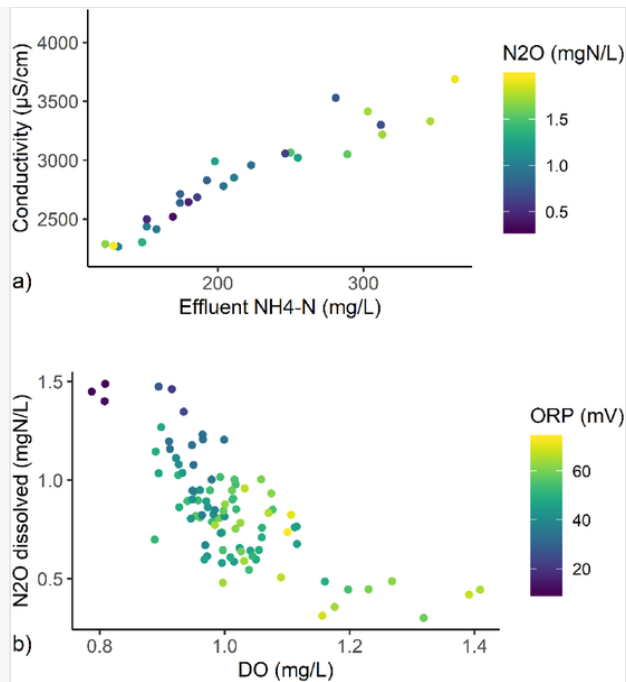 N2O (mgN/L)
4000
3500
3000
2500
Conductivity (µS/cm)
1.5
1.0
0.5
200 300
a)
Effluent NH4-N (mg/L)
1.5
1.0
0.5
N2O dissolved (mgN/L)
ORP (mV)
60
40
20
0.8 1.0 1.2 1.4
b)
DO (mg/L)